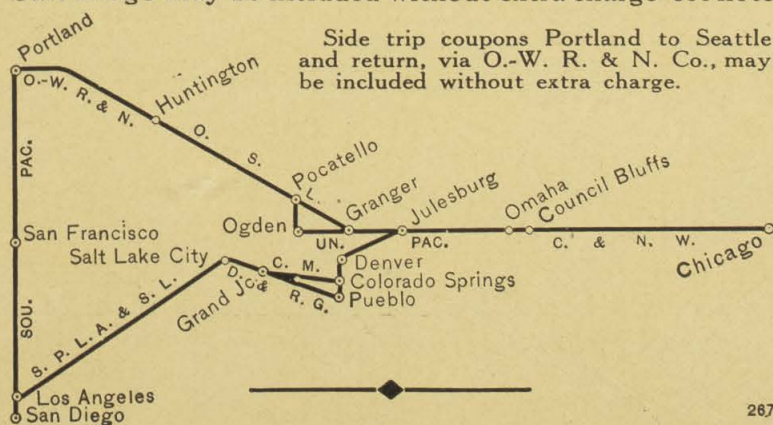 Portland
Side trip coupons Portland to Seattle
and return, via O.-W. R. & N. Co., may
be included without extra charge.
O.-W. R. & N.
Huntington
O. S. L.
PAC.
Pocatello
Granger
Julesburg
Omaha
Council Bluffs
Ogden
UN. PAC.
C. & N. W.
Chicago
San Francisco
Salt Lake City
Denver
C. M.
Colorado Springs
D. & R. G.
Pueblo
Grand Jc.
SOU.
S. P. L. A. & S. L.
Los Angeles
San Diego
267